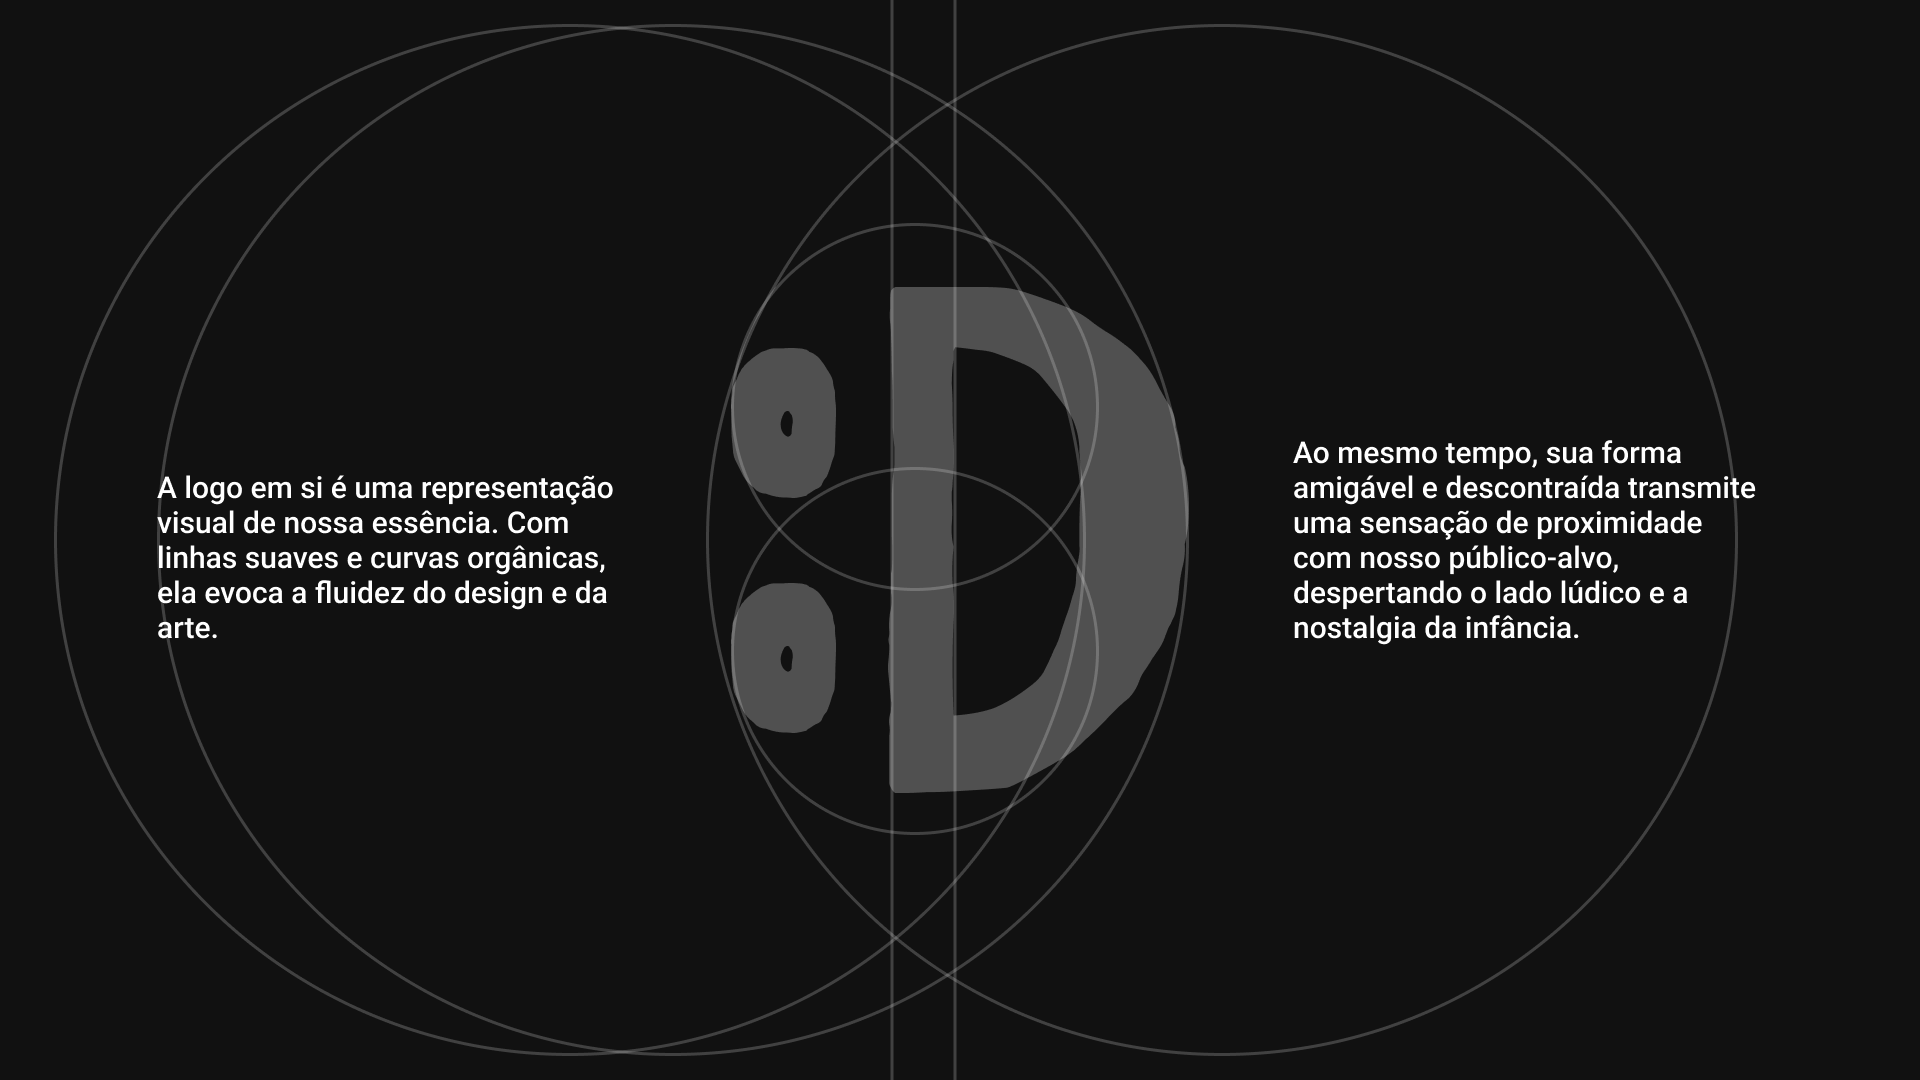 A logo em si é uma representação
visual de nossa essência. Com
linhas suaves e curvas orgânicas,
ela evoca a fluidez do design e da
arte.
:D
Ao mesmo tempo, sua forma
amigável e descontraída transmite
uma sensação de proximidade
com nosso público-alvo,
despertando o lado lúdico e a
nostalgia da infância.